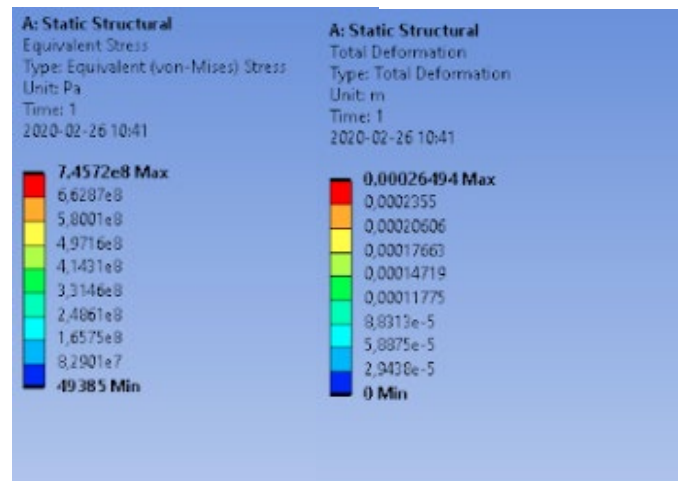 A: Static Structural
Equivalent Stress
Type: Equivalent (von-Mises) Stress
Unit: Pa
Time: 1
2020-02-26 10:41
7,4572e8 Max
6,6287e8
5,8001e8
4,9716e8
4,1431e8
3,3146e8
2,4861e8
1,6575e8
8,2901e7
49385 Min
A: Static Structural
Total Deformation
Type: Total Deformation
Unit: m
Time: 1
2020-02-26 10:41
0,00026494 Max
0,0002355
0,00020606
0,00017663
0,00014719
0,00011775
8,8313e-5
5,8875e-5
2,9438e-5
0 Min